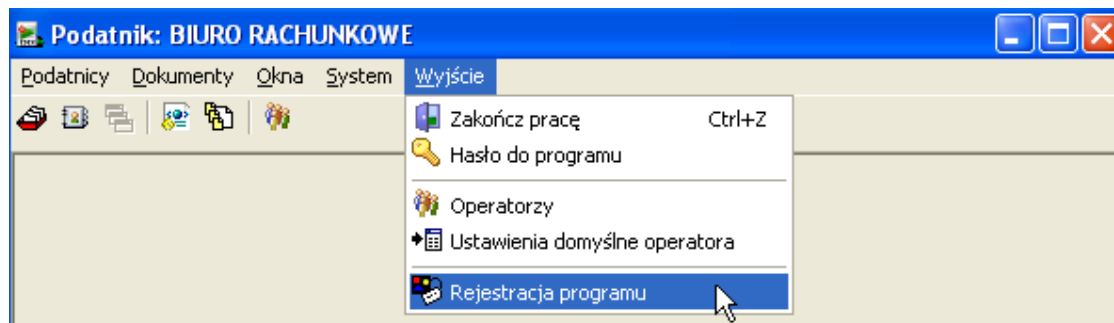 Podatnik: BIURO RACHUNKOWE
Podatnicy Dokumenty Okna System Wyjście
Zakończ pracę Ctrl+Z
Hasło do programu
Operatorzy
Ustawienia domyślne operatora
Rejestracja programu